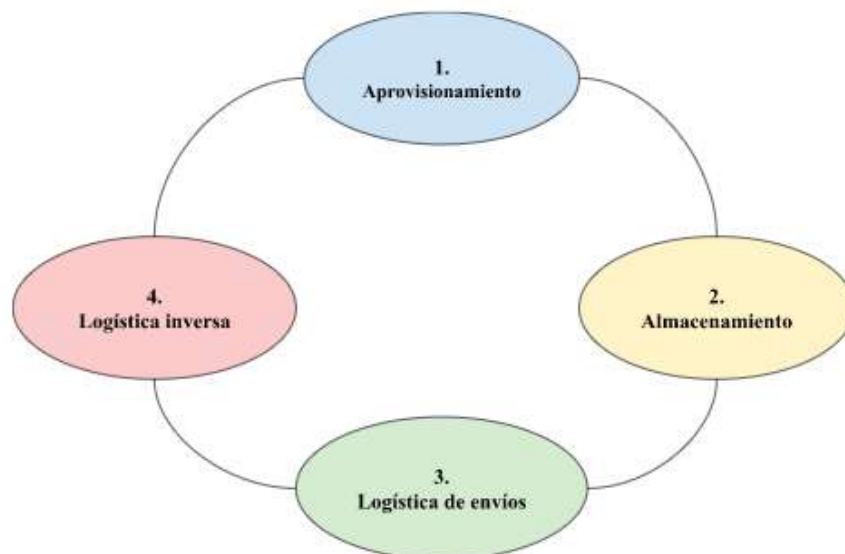 1.
Aprovisionamiento
2.
Almacenamiento
3.
Logística de envíos
4.
Logística inversa